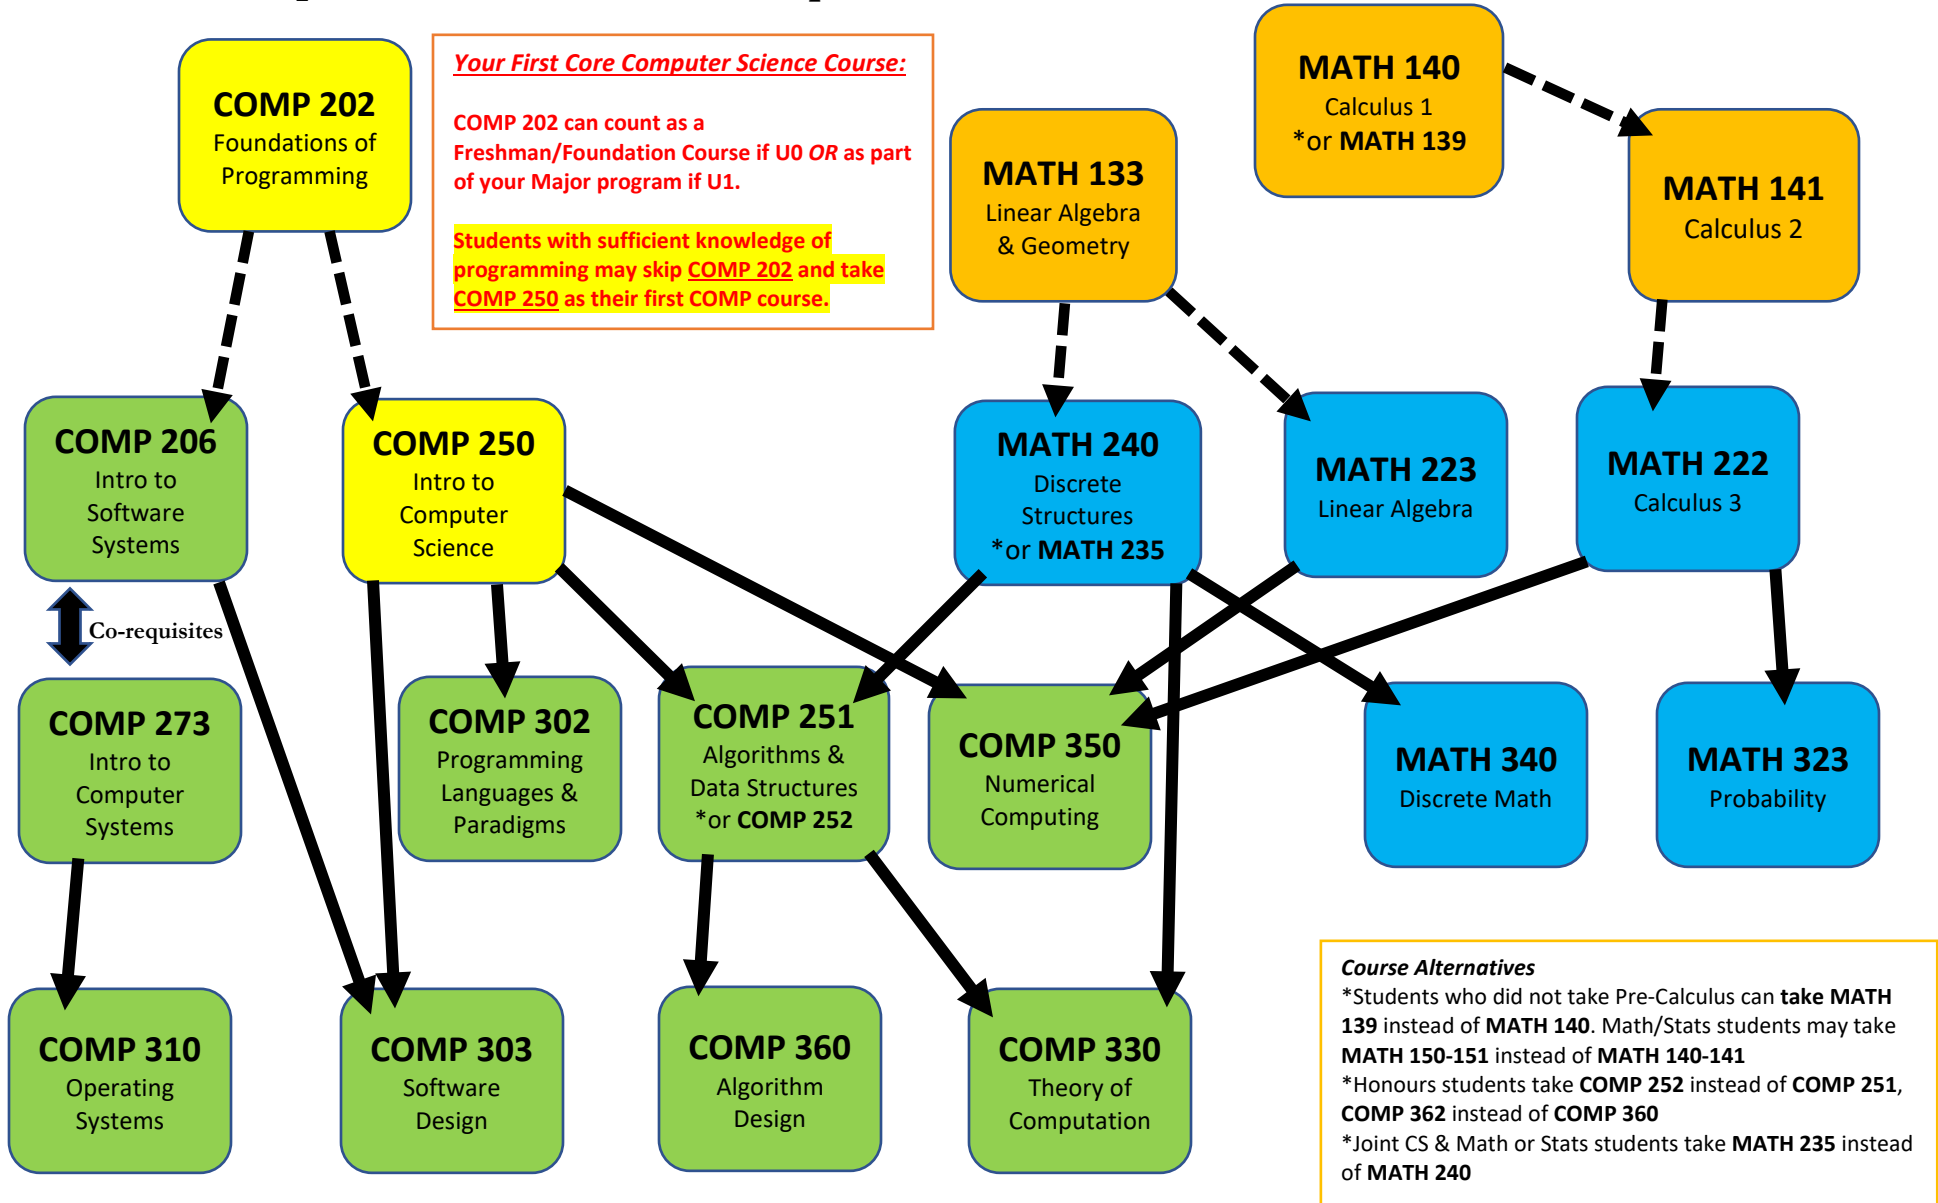 COMP 202
Foundations of
Programming
Your First Core Computer Science Course:
COMP 202 can count as a
Freshman/Foundation Course if U0 OR as part
of your Major program if U1.
Students with sufficient knowledge of
programming may skip COMP 202 and take
COMP 250 as their first COMP course.
MATH 133
Linear Algebra
& Geometry
MATH 140
Calculus 1
*or MATH 139
MATH 141
Calculus 2
COMP 206
Intro to
Software
Systems
COMP 250
Intro to
Computer
Science
MATH 240
Discrete
Structures
*or MATH 235
MATH 223
Linear Algebra
MATH 222
Calculus 3
Co-requisites
COMP 273
Intro to
Computer
Systems
COMP 302
Programming
Languages &
Paradigms
COMP 251
Algorithms &
Data Structures
*or COMP 252
COMP 350
Numerical
Computing
MATH 340
Discrete Math
MATH 323
Probability
COMP 310
Operating
Systems
COMP 303
Software
Design
COMP 360
Algorithm
Design
COMP 330
Theory of
Computation
Course Alternatives
*Students who did not take Pre-Calculus can take MATH
139 instead of MATH 140. Math/Stats students may take
MATH 150-151 instead of MATH 140-141
*Honours students take COMP 252 instead of COMP 251,
COMP 362 instead of COMP 360
*Joint CS & Math or Stats students take MATH 235 instead
of MATH 240